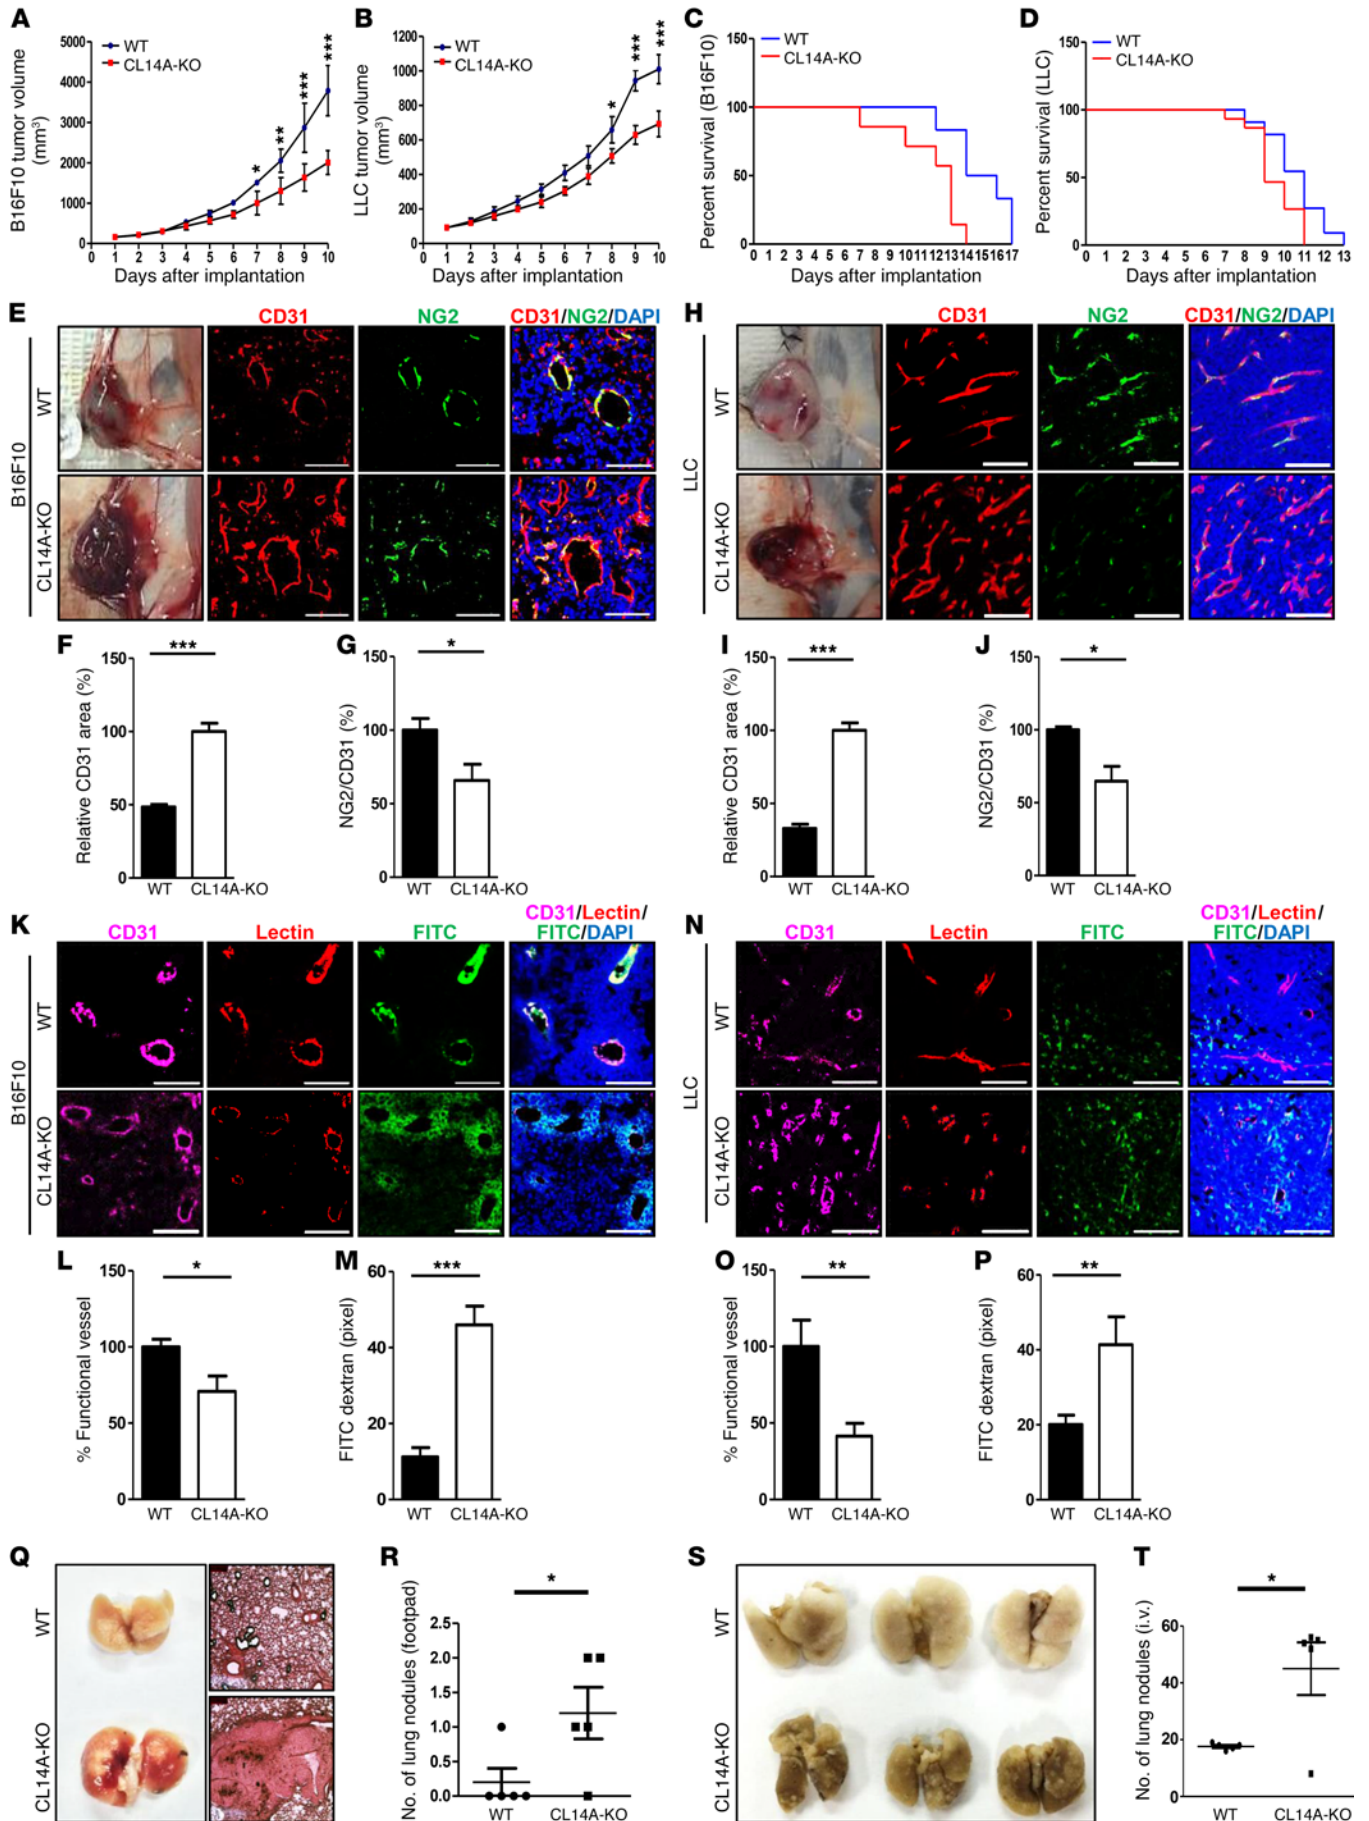 A
B16F10 tumor volume
(mm³)
5000
4000
3000
2000
1000
0
WT
CL14A-KO
*
**
***
***
0 1 2 3 4 5 6 7 8 9 10
Days after implantation
B
LLC tumor volume
(mm³)
1200
1000
800
600
400
200
0
WT
CL14A-KO
*
***
***
0 1 2 3 4 5 6 7 8 9 10
Days after implantation
C
Percent survival (B16F10)
150
100
50
0
WT
CL14A-KO
0 1 2 3 4 5 6 7 8 9 10 11 12 13 14 15 16 17
Days after implantation
D
Percent survival (LLC)
150
100
50
0
WT
CL14A-KO
0 1 2 3 4 5 6 7 8 9 10 11 12 13
Days after implantation
E
CD31 NG2 CD31/NG2/DAPI
B16F10
WT
CL14A-KO
H
CD31 NG2 CD31/NG2/DAPI
LLC
WT
CL14A-KO
F
Relative CD31 area (%)
150
100
50
0
***
WT CL14A-KO
G
NG2/CD31 (%)
150
100
50
0
*
WT CL14A-KO
I
Relative CD31 area (%)
150
100
50
0
***
WT CL14A-KO
J
NG2/CD31 (%)
150
100
50
0
*
WT CL14A-KO
K
CD31 Lectin FITC CD31/Lectin/
FITC/DAPI
B16F10
WT
CL14A-KO
N
CD31 Lectin FITC CD31/Lectin/
FITC/DAPI
LLC
WT
CL14A-KO
L
% Functional vessel
150
100
50
0
*
WT CL14A-KO
M
FITC dextran (pixel)
60
40
20
0
***
WT CL14A-KO
O
% Functional vessel
150
100
50
0
**
WT CL14A-KO
P
FITC dextran (pixel)
60
40
20
0
**
WT CL14A-KO
Q
WT
CL14A-KO
R
No. of lung nodules (footpad)
2.5
2.0
1.5
1.0
0.5
0.0
*
WT CL14A-KO
S
WT
CL14A-KO
T
No. of lung nodules (i.v.)
60
40
20
0
*
WT CL14A-KO